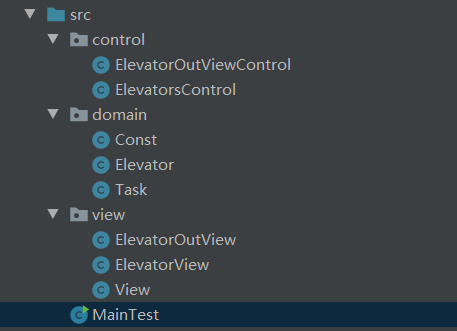 src
control
ElevatorOutViewControl
ElevatorsControl
domain
Const
Elevator
Task
view
ElevatorOutView
ElevatorView
View
MainTest